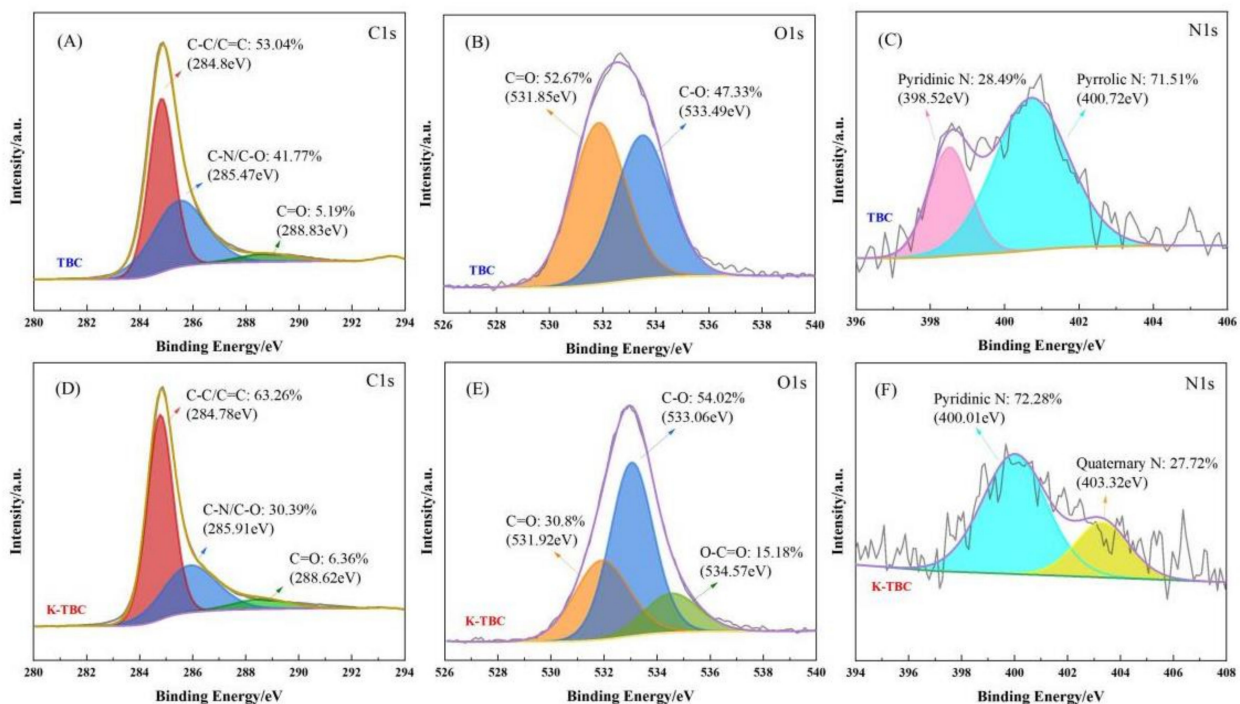 (A)
C1s
C-C/C=C: 53.04%
(284.8eV)
C-N/C-O: 41.77%
(285.47eV)
C=O: 5.19%
(288.83eV)
TBC
Intensity/a.u.
280 282 284 286 288 290 292 294
Binding Energy/eV
(B)
O1s
C=O: 52.67%
(531.85eV)
C-O: 47.33%
(533.49eV)
TBC
Intensity/a.u.
526 528 530 532 534 536 538 540
Binding Energy/eV
(C)
N1s
Pyridinic N: 28.49%
(398.52eV)
Pyrrolic N: 71.51%
(400.72eV)
TBC
Intensity/a.u.
396 398 400 402 404 406
Binding Energy/eV
(D)
C1s
C-C/C=C: 63.26%
(284.78eV)
C-N/C-O: 30.39%
(285.91eV)
C=O: 6.36%
(288.62eV)
K-TBC
Intensity/a.u.
280 282 284 286 288 290 292 294
Binding Energy/eV
(E)
O1s
C-O: 54.02%
(533.06eV)
C=O: 30.8%
(531.92eV)
O-C=O: 15.18%
(534.57eV)
K-TBC
Intensity/a.u.
526 528 530 532 534 536 538 540
Binding Energy/eV
(F)
N1s
Pyridinic N: 72.28%
(400.01eV)
Quaternary N: 27.72%
(403.32eV)
K-TBC
Intensity/a.u.
394 396 398 400 402 404 406 408
Binding Energy/eV